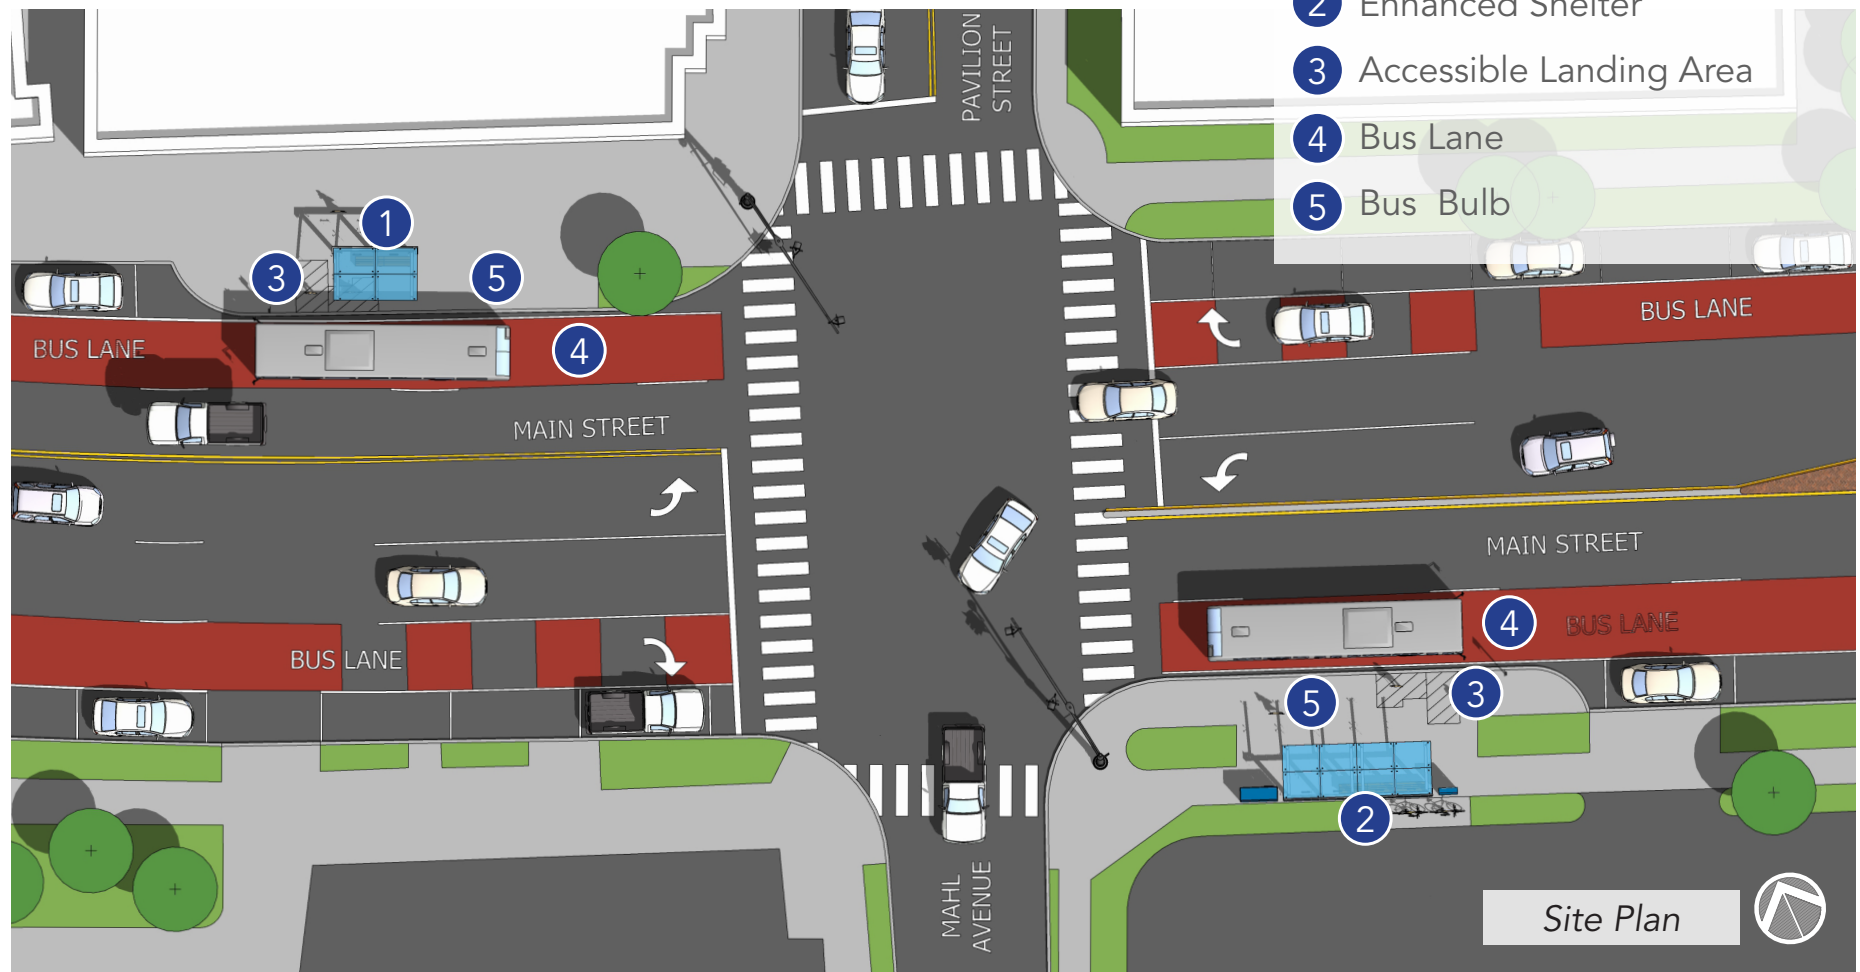 PAVILION
STREET
2 Enhanced Shelter
3 Accessible Landing Area
4 Bus Lane
5 Bus Bulb
1
3
5
BUS LANE
4
BUS LANE
MAIN STREET
MAIN STREET
BUS LANE
4
BUS LANE
5
3
2
MAHL
AVENUE
Site Plan